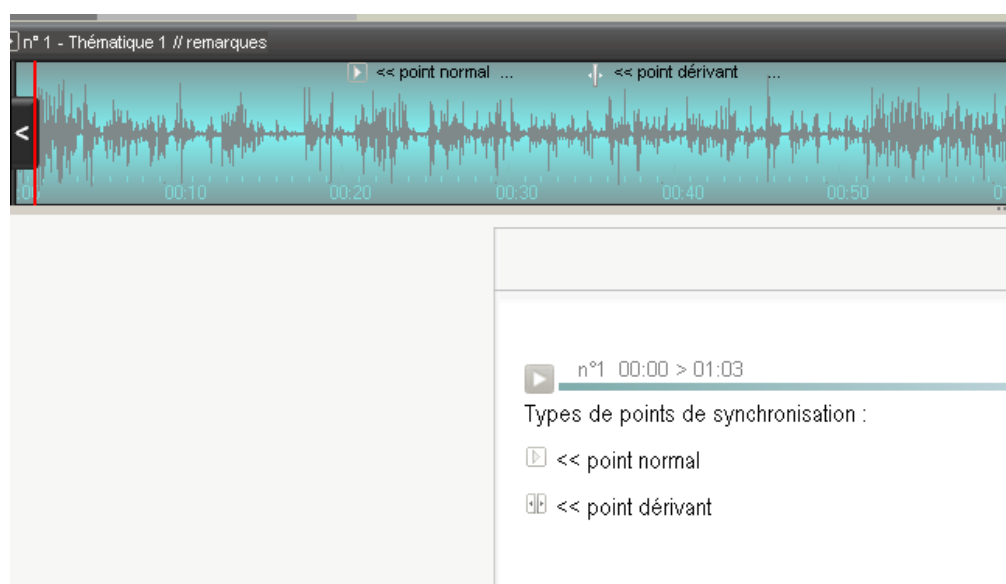 n° 1 - Thématique 1 // remarques
<< point normal ... << point dérivant ...
<
00:10 00:20 00:30 00:40 00:50
n°1 00:00 > 01:03
Types de points de synchronisation :
<< point normal
<< point dérivant